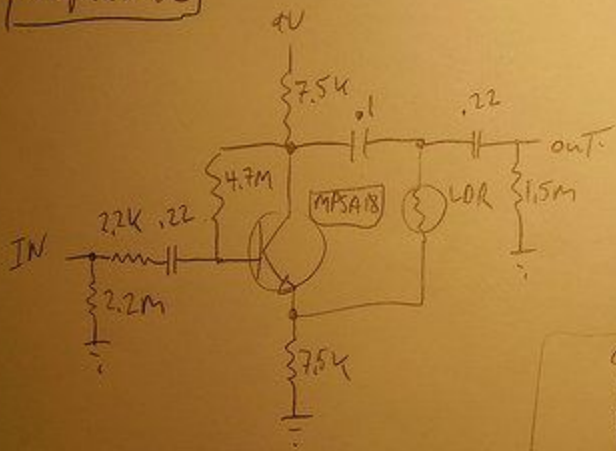 9V
7.5K
.1
.22
OUT
4.7M
MPSA18
LDR
1.5M
2.2K .22
IN
2.2M
7.5K